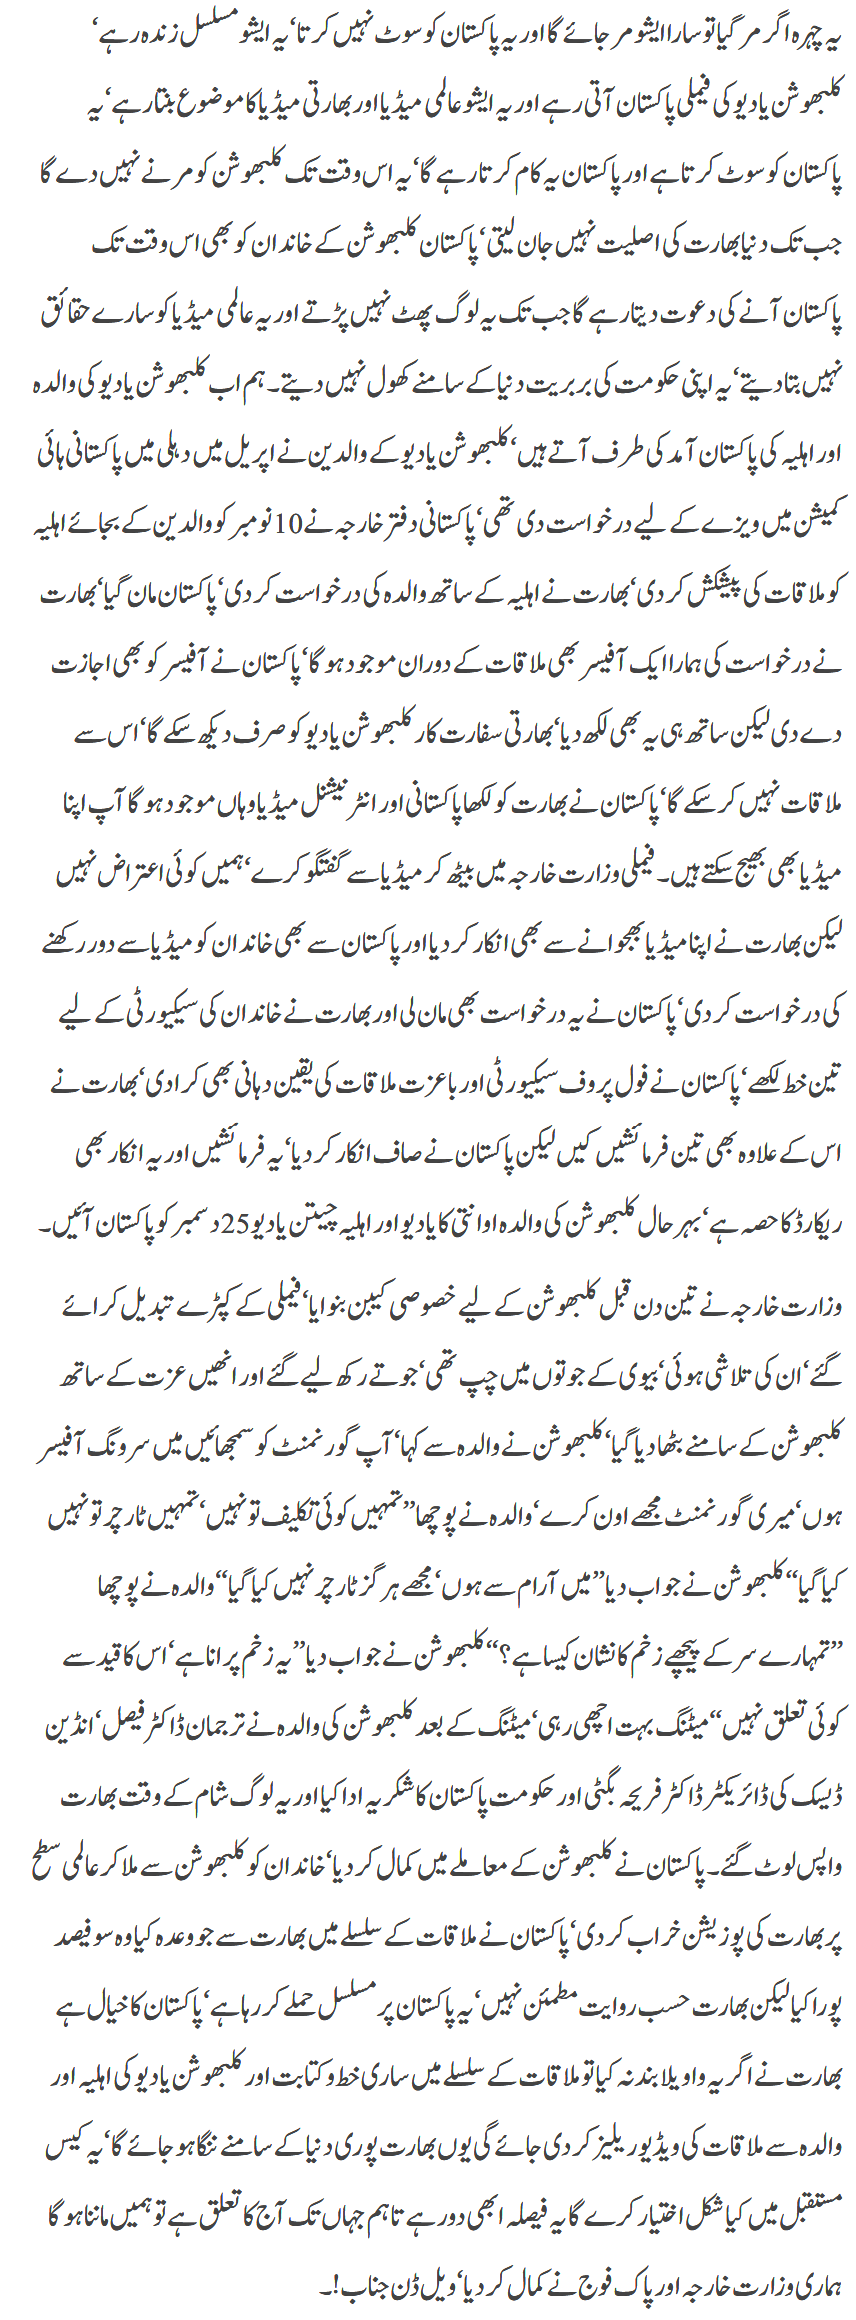 یہ چہرہ اگر مر گیا تو سارا ایشو مر جائے گا اور یہ پاکستان کو سوٹ نہیں کرتا‘ یہ ایشو مسلسل زندہ رہے‘
کلبھوشن یادیو کی فیملی پاکستان آتی رہے اور یہ ایشو عالمی میڈیا اور بھارتی میڈیا کا موضوع بنتا رہے‘ یہ
پاکستان کو سوٹ کرتا ہے اور پاکستان یہ کام کرتا رہے گا‘ یہ اس وقت تک کلبھوشن کو مرنے نہیں دے گا
جب تک دنیا بھارت کی اصلیت نہیں جان لیتی‘ پاکستان کلبھوشن کے خاندان کو بھی اس وقت تک
پاکستان آنے کی دعوت دیتا رہے گا جب تک یہ لوگ پھٹ نہیں پڑتے اور یہ عالمی میڈیا کو سارے حقائق
نہیں بتا دیتے‘ یہ اپنی حکومت کی بربریت دنیا کے سامنے کھول نہیں دیتے۔ ہم اب کلبھوشن یادیو کی والدہ
اور اہلیہ کی پاکستان آمد کی طرف آتے ہیں‘ کلبھوشن یادیو کے والدین نے اپریل میں دہلی میں پاکستانی ہائی
کمیشن میں ویزے کے لیے درخواست دی تھی‘ پاکستانی دفتر خارجہ نے 10 نومبر کو والدین کے بجائے اہلیہ
کو ملاقات کی پیشکش کر دی‘ بھارت نے اہلیہ کے ساتھ والدہ کی درخواست کر دی‘ پاکستان مان گیا‘ بھارت
نے درخواست کی ہمارا ایک آفیسر بھی ملاقات کے دوران موجود ہو گا‘ پاکستان نے آفیسر کو بھی اجازت
دے دی لیکن ساتھ ہی یہ بھی لکھ دیا‘ بھارتی سفارت کار کلبھوشن یادیو کو صرف دیکھ سکے گا‘ اس سے
ملاقات نہیں کر سکے گا‘ پاکستان نے بھارت کو لکھا پاکستانی اور انٹرنیشنل میڈیا وہاں موجود ہو گا آپ اپنا
میڈیا بھی بھیج سکتے ہیں۔ فیملی وزارت خارجہ میں بیٹھ کر میڈیا سے گفتگو کرے‘ ہمیں کوئی اعتراض نہیں
لیکن بھارت نے اپنا میڈیا بھجوانے سے بھی انکار کر دیا اور پاکستان سے بھی خاندان کو میڈیا سے دور رکھنے
کی درخواست کر دی‘ پاکستان نے یہ درخواست بھی مان لی اور بھارت نے خاندان کی سیکیورٹی کے لیے
تین خط لکھے‘ پاکستان نے فول پروف سیکیورٹی اور باعزت ملاقات کی یقین دہانی بھی کرا دی‘ بھارت نے
اس کے علاوہ بھی تین فرمائشیں کیں لیکن پاکستان نے صاف انکار کر دیا‘ یہ فرمائشیں اور یہ انکار بھی
ریکارڈ کا حصہ ہے‘ بہرحال کلبھوشن کی والدہ اوانتی کا یادیو اور اہلیہ چیتن یادیو 25 دسمبر کو پاکستان آئیں۔
وزارت خارجہ نے تین دن قبل کلبھوشن کے لیے خصوصی کیبن بنوایا‘ فیملی کے کپڑے تبدیل کرائے
گئے‘ ان کی تلاشی ہوئی‘ بیوی کے جوتوں میں چپ تھی‘ جوتے رکھ لیے گئے اور انھیں عزت کے ساتھ
کلبھوشن کے سامنے بٹھا دیا گیا‘ کلبھوشن نے والدہ سے کہا‘ آپ گورنمنٹ کو سمجھائیں میں سرونگ آفیسر
ہوں‘ میری گورنمنٹ مجھے اون کرے‘ والدہ نے پوچھا ’’تمہیں کوئی تکلیف تو نہیں‘ تمہیں ٹارچر تو نہیں
کیا گیا‘‘ کلبھوشن نے جواب دیا ’’میں آرام سے ہوں‘ مجھے ہرگز ٹارچر نہیں کیا گیا‘‘ والدہ نے پوچھا
’’تمہارے سر کے پیچھے زخم کا نشان کیسا ہے؟‘‘ کلبھوشن نے جواب دیا ’’یہ زخم پرانا ہے‘ اس کا قید سے
کوئی تعلق نہیں‘‘ میٹنگ بہت اچھی رہی‘ میٹنگ کے بعد کلبھوشن کی والدہ نے ترجمان ڈاکٹر فیصل‘ انڈین
ڈیسک کی ڈائریکٹر ڈاکٹر فریحہ بگٹی اور حکومت پاکستان کا شکریہ ادا کیا اور یہ لوگ شام کے وقت بھارت
واپس لوٹ گئے۔ پاکستان نے کلبھوشن کے معاملے میں کمال کر دیا‘ خاندان کو کلبھوشن سے ملا کر عالمی سطح
پر بھارت کی پوزیشن خراب کر دی‘ پاکستان نے ملاقات کے سلسلے میں بھارت سے جو وعدہ کیا وہ سو فیصد
پورا کیا لیکن بھارت حسب روایت مطمئن نہیں‘ یہ پاکستان پر مسلسل حملے کر رہا ہے‘ پاکستان کا خیال ہے
بھارت نے اگر یہ واویلا بند نہ کیا تو ملاقات کے سلسلے میں ساری خط و کتابت اور کلبھوشن یادیو کی اہلیہ اور
والدہ سے ملاقات کی ویڈیو ریلیز کر دی جائے گی یوں بھارت پوری دنیا کے سامنے ننگا ہو جائے گا‘ یہ کیس
مستقبل میں کیا شکل اختیار کرے گا یہ فیصلہ ابھی دور ہے تاہم جہاں تک آج کا تعلق ہے تو ہمیں ماننا ہو گا
ہماری وزارت خارجہ اور پاک فوج نے کمال کر دیا‘ ویل ڈن جناب!۔